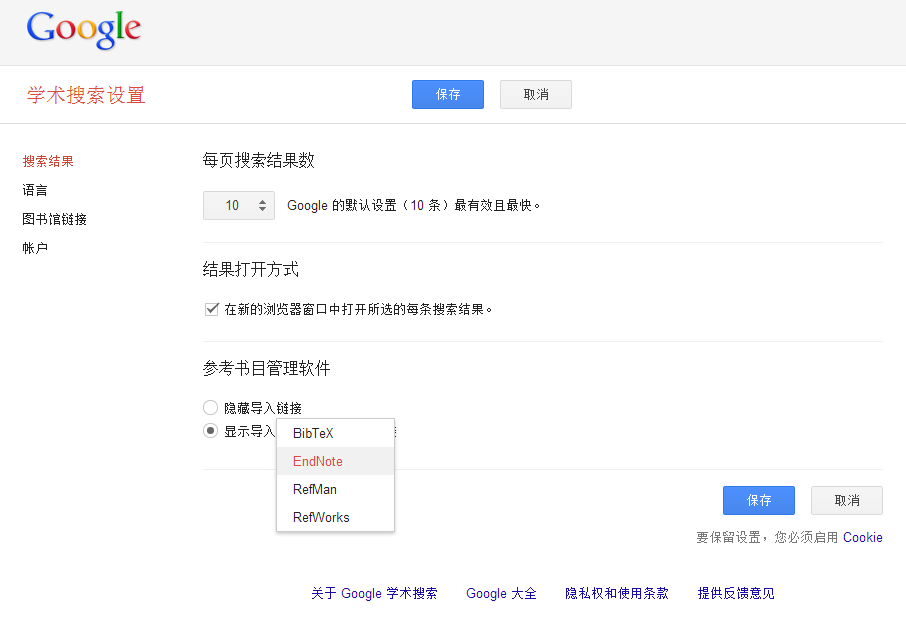 Google
学术搜索设置
保存
取消
搜索结果
语言
图书馆链接
帐户
每页搜索结果数
10
Google 的默认设置（10 条）最有效且最快。
结果打开方式
在新的浏览器窗口中打开所选的每条搜索结果。
参考书目管理软件
隐藏导入链接
显示导入
BibTeX
EndNote
RefMan
RefWorks
保存
取消
要保留设置，您必须启用 Cookie
关于 Google 学术搜索
Google 大全
隐私权和使用条款
提供反馈意见